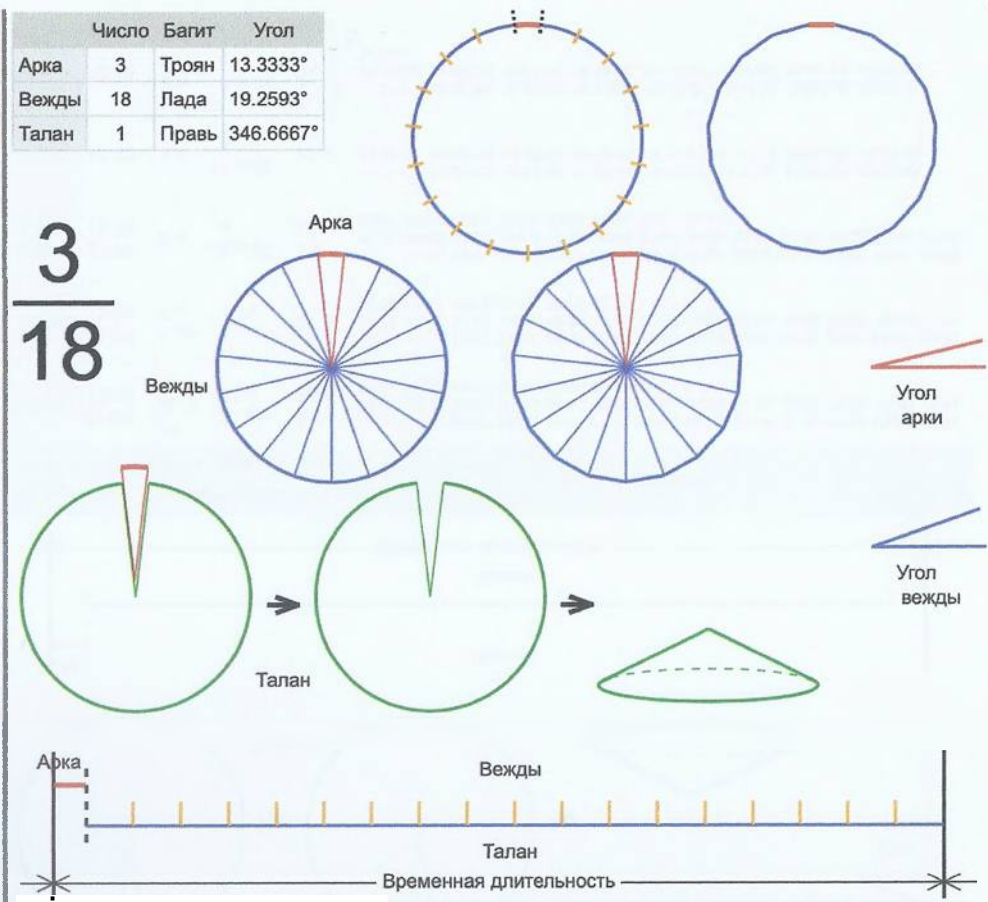 Число Багит Угол
Арка 3 Троян 13.3333°
Вежды 18 Лада 19.2593°
Талан 1 Правь 346.6667°
3
18
Арка
Вежды
Угол
арки
Угол
вежды
Талан
Арка
Вежды
Талан
Временная длительность